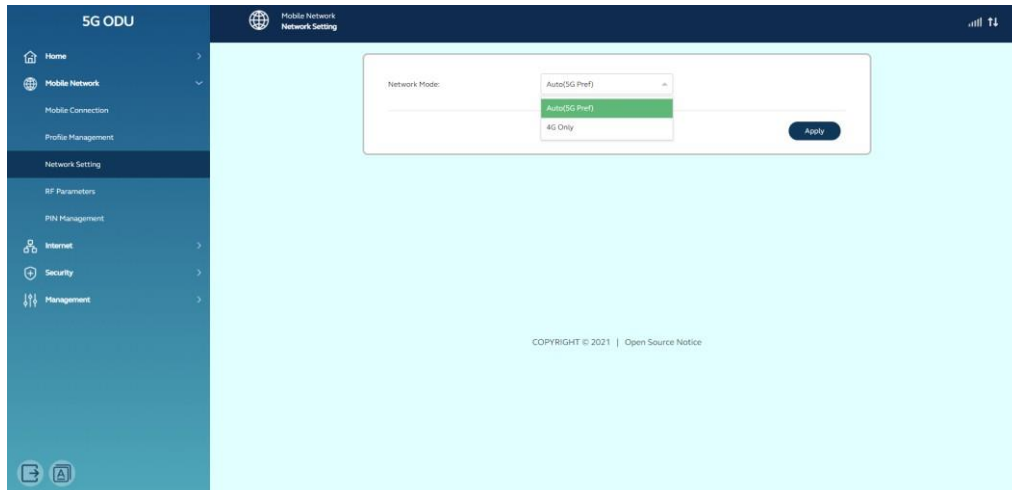 5G ODU
Mobile Network
Network Setting
Home
Mobile Network
Mobile Connection
Profile Management
Network Setting
RF Parameters
PIN Management
Internet
Security
Management
Network Mode:
Auto(5G Pref)
Auto(5G Pref)
4G Only
Apply
COPYRIGHT © 2021 | Open Source Notice
A